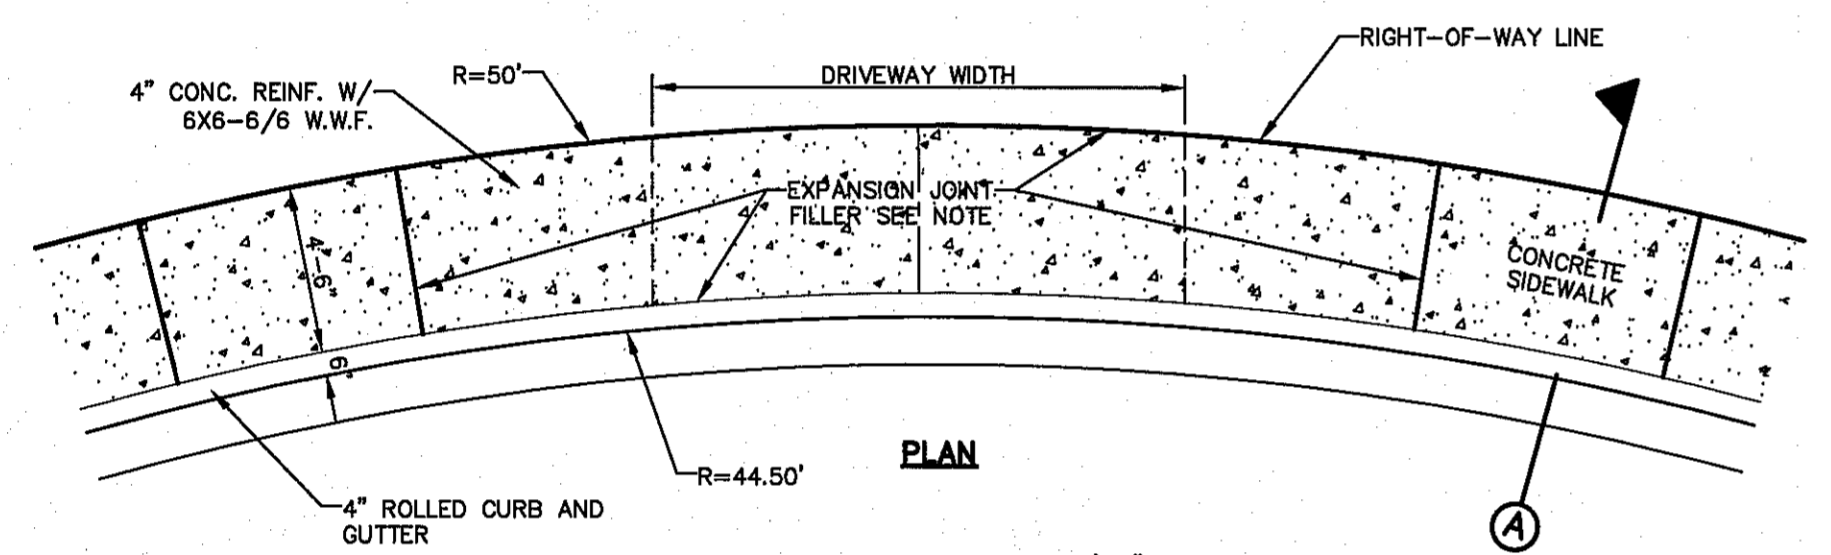 RIGHT-OF-WAY LINE
R=50'
DRIVEWAY WIDTH
4" CONC. REINF. W/
6X6-6/6 W.W.F.
EXPANSION JOINT
FILLER SEE NOTE
4'-6"
CONCRETE
SIDEWALK
6"
PLAN
R=44.50'
4" ROLLED CURB AND
GUTTER
A